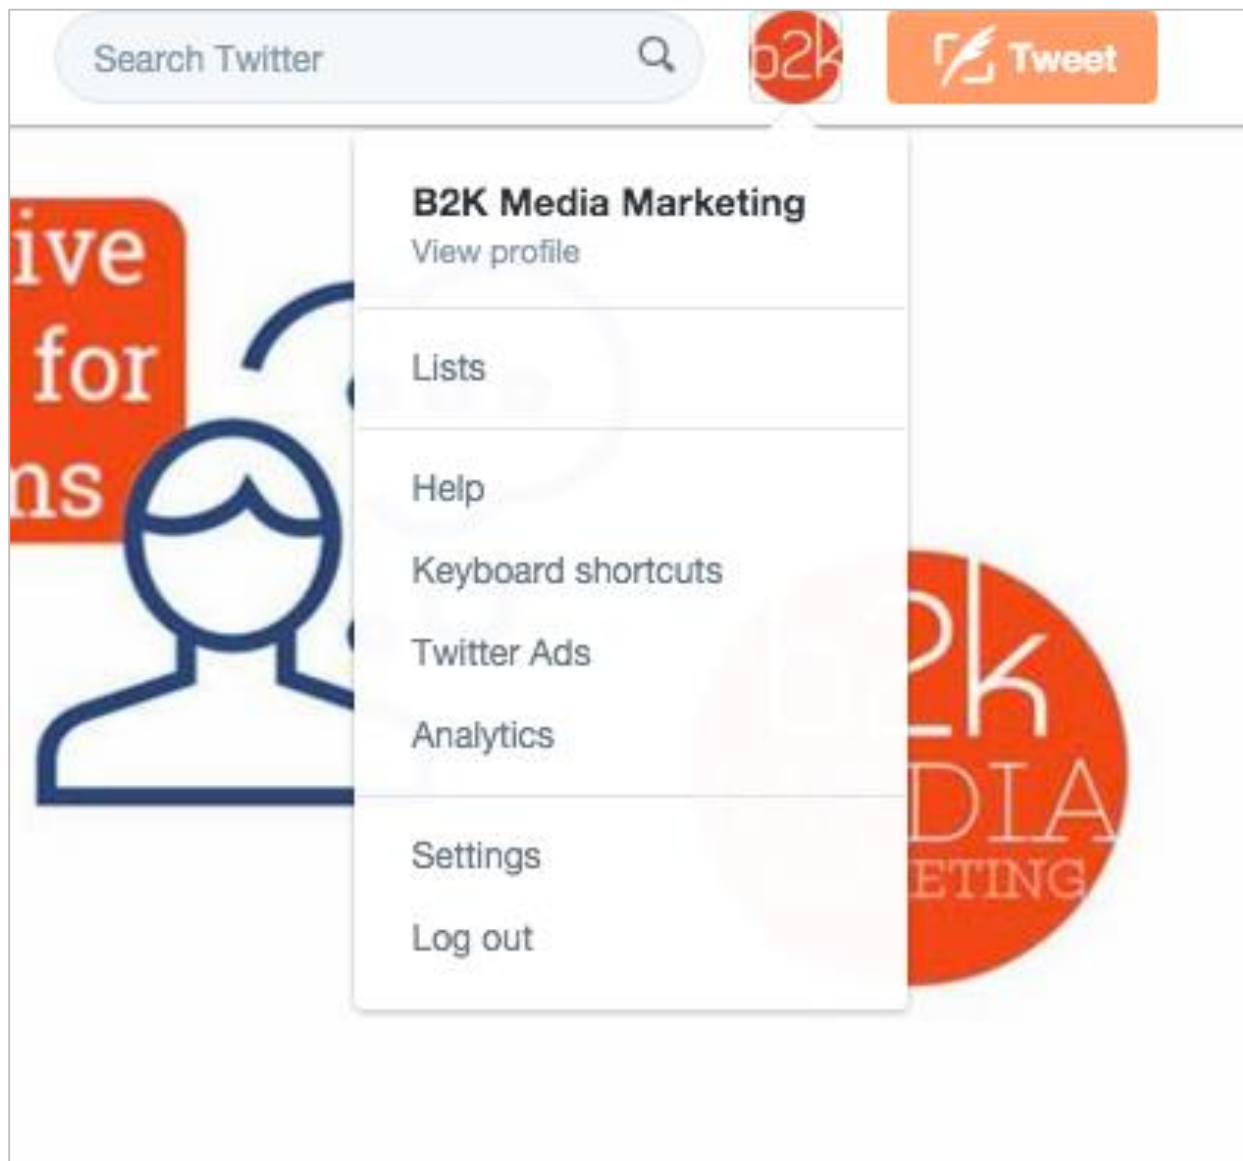 Search Twitter
b2k
Tweet
B2K Media Marketing
View profile
ive
for
ns
Lists
Help
Keyboard shortcuts
Twitter Ads
Analytics
Settings
Log out
b2k
DIA
ETING